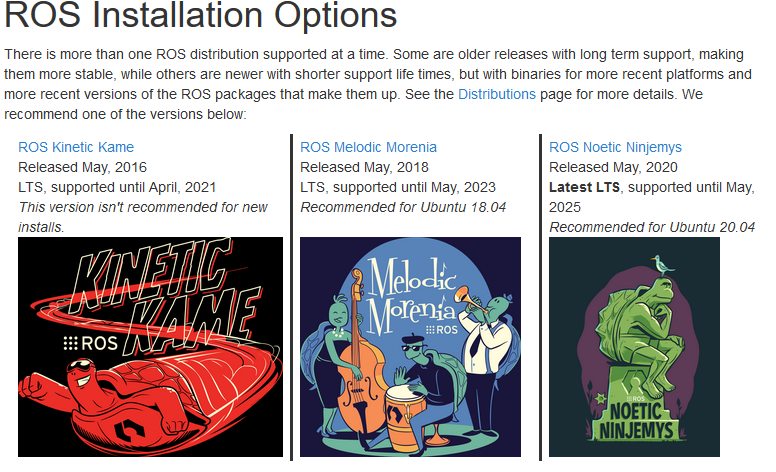 ROS Installation Options
There is more than one ROS distribution supported at a time. Some are older releases with long term support, making
them more stable, while others are newer with shorter support life times, but with binaries for more recent platforms and
more recent versions of the ROS packages that make them up. See the Distributions page for more details. We
recommend one of the versions below:
ROS Kinetic Kame
Released May, 2016
LTS, supported until April, 2021
This version isn't recommended for new
installs.
KINETIC
KAME
ROS
ROS Melodic Morenia
Released May, 2018
LTS, supported until May, 2023
Recommended for Ubuntu 18.04
Melodic
Morenia
ROS
ROS Noetic Ninjemys
Released May, 2020
Latest LTS, supported until May,
2025
Recommended for Ubuntu 20.04
ROS
NOETIC
NINJEMYS